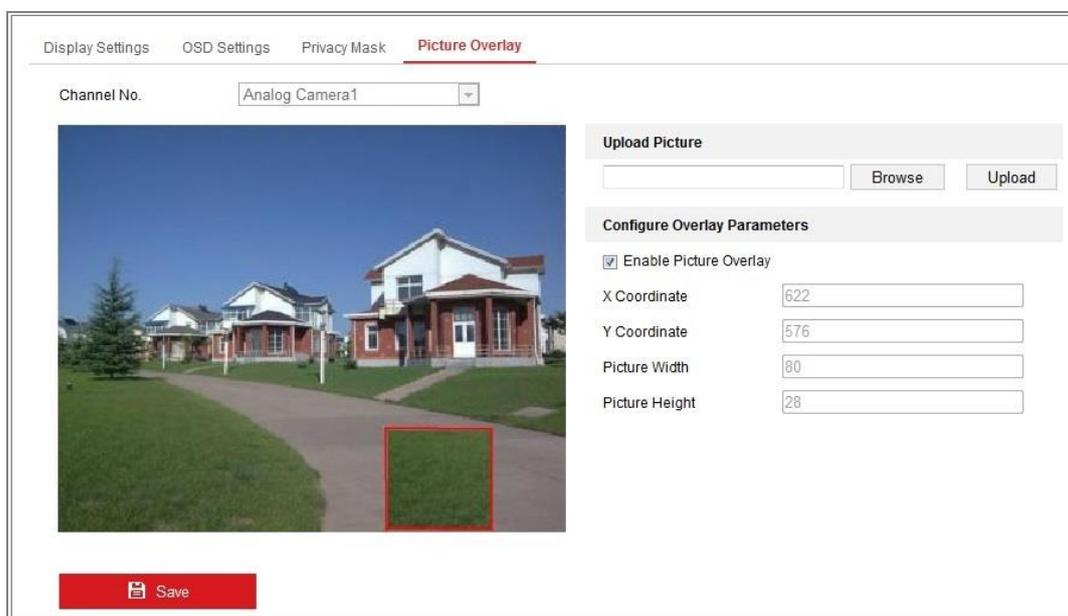 Display Settings OSD Settings Privacy Mask Picture Overlay
Channel No. Analog Camera1
Upload Picture
Browse Upload
Configure Overlay Parameters
Enable Picture Overlay
X Coordinate 622
Y Coordinate 576
Picture Width 80
Picture Height 28
Save